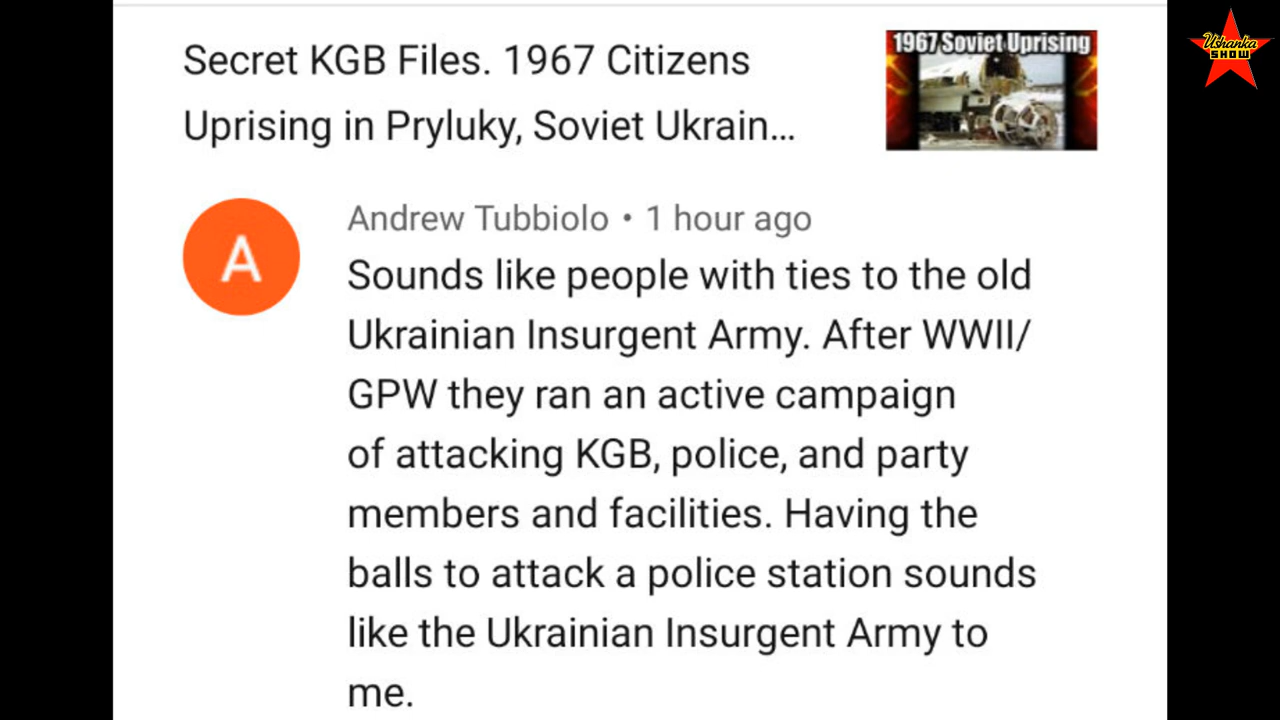 Secret KGB Files. 1967 Citizens
Uprising in Pryluky, Soviet Ukrain...
1967 Soviet Uprising
Ushanka
SHOW
A
Andrew Tubbiolo • 1 hour ago
Sounds like people with ties to the old
Ukrainian Insurgent Army. After WWII/
GPW they ran an active campaign
of attacking KGB, police, and party
members and facilities. Having the
balls to attack a police station sounds
like the Ukrainian Insurgent Army to
me.